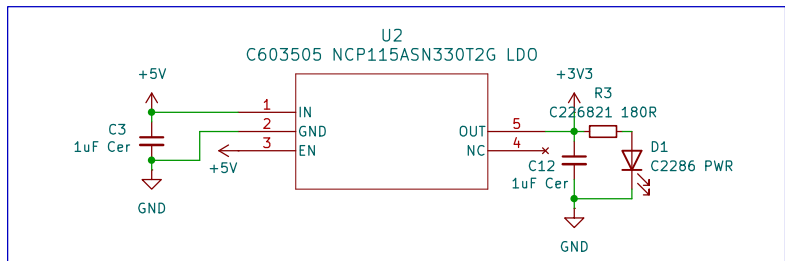 U2
C603505 NCP115ASN330T2G LDO
+5V
+3V3
R3
C226821 180R
1
IN
C3
1uF Cer
2
GND
OUT
5
3
EN
NC
4
+5V
D1
C2286 PWR
C12
1uF Cer
GND
GND